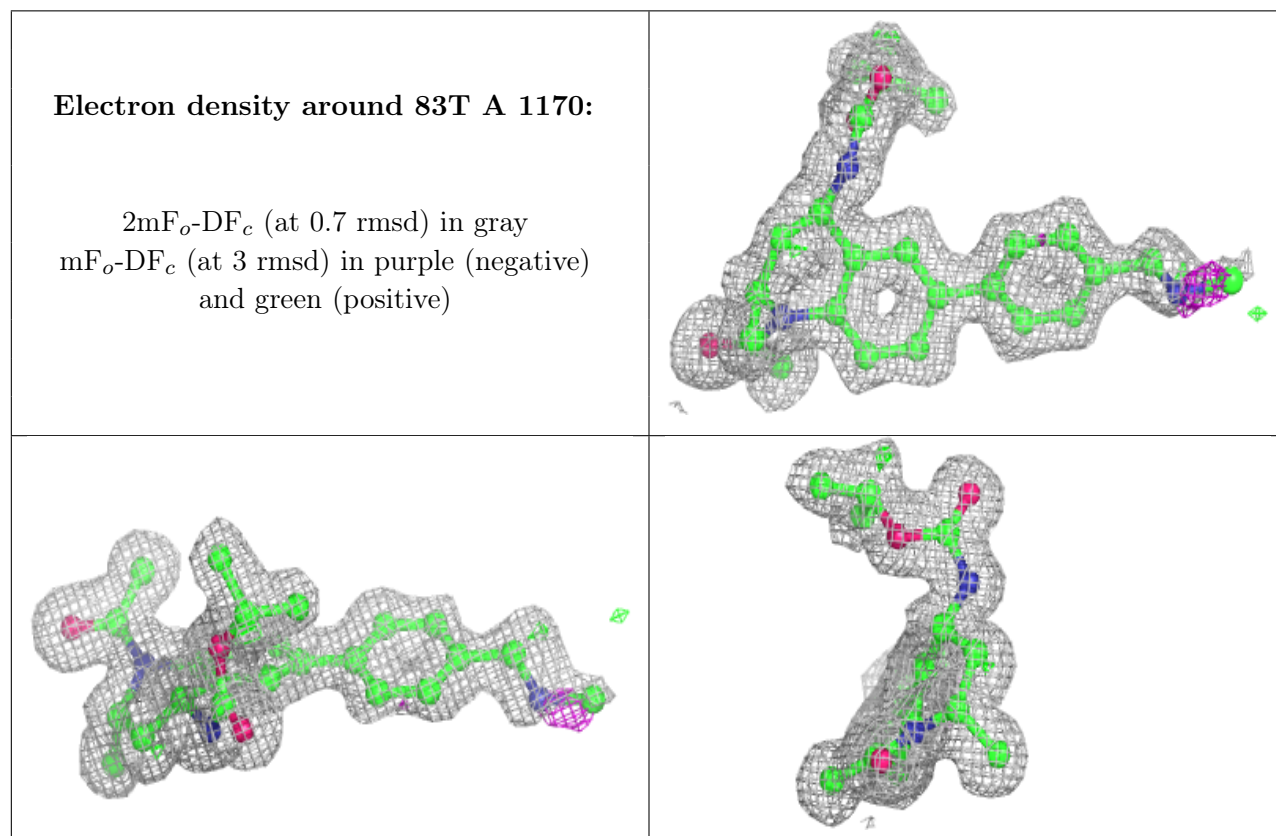 Electron density around 83T A 1170:
2mFo-DFc (at 0.7 rmsd) in gray
mFo-DFc (at 3 rmsd) in purple (negative)
and green (positive)